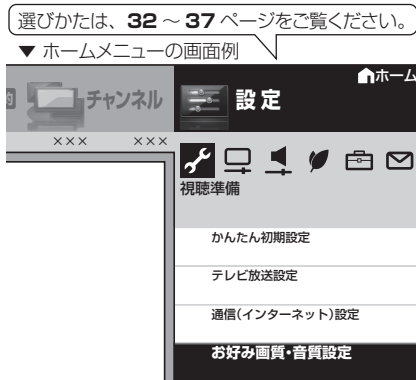 選びかたは、32～37ページをご覧ください。
▼ ホームメニューの画面例
ホーム
チャンネル
設定
××× ×××
視聴準備
かんたん初期設定
テレビ放送設定
通信(インターネット)設定
お好み画質・音質設定